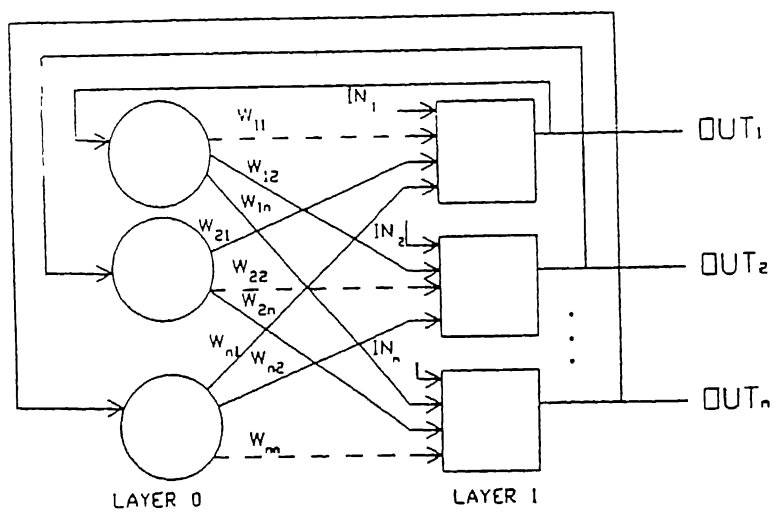 IN1
W11
OUT1
W12
W1n
W21
IN2
W22
OUT2
W2n
Wn1
Wn2
INn
OUTn
Wnn
LAYER 0
LAYER 1